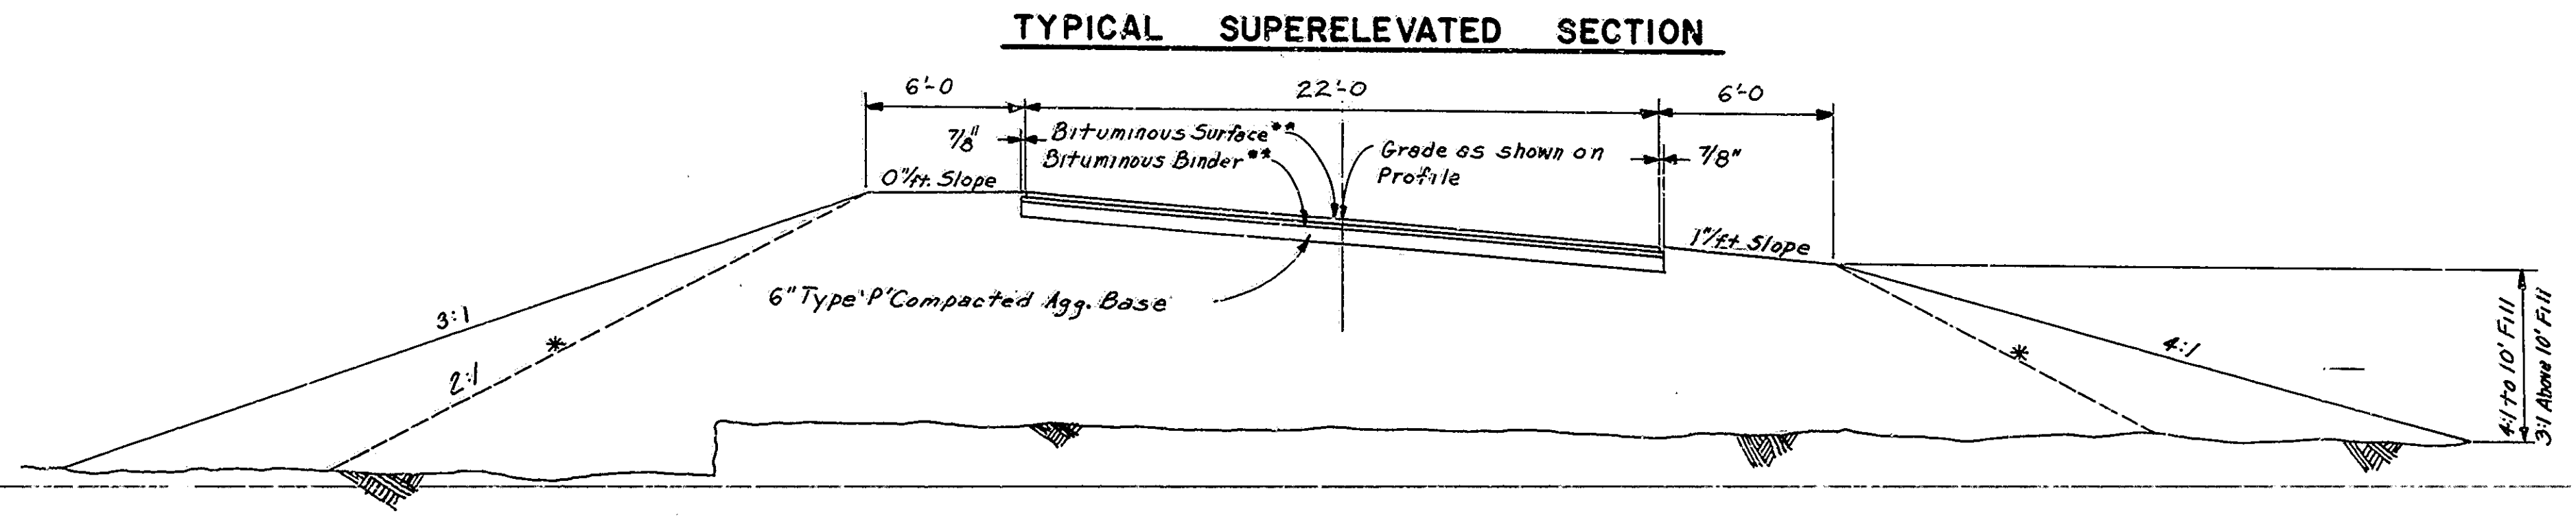 TYPICAL SUPERELEVATED SECTION
6'-0
22'-0
6'-0
7/8"
Bituminous Surface**
Bituminous Binder**
Grade as shown on
Profile
7/8"
0"/ft. Slope
1"/ft Slope
6" Type 'P' Compacted Agg. Base
3:1
*
2:1
*
4:1
4:1 to 10' Fill
3:1 Above 10' Fill